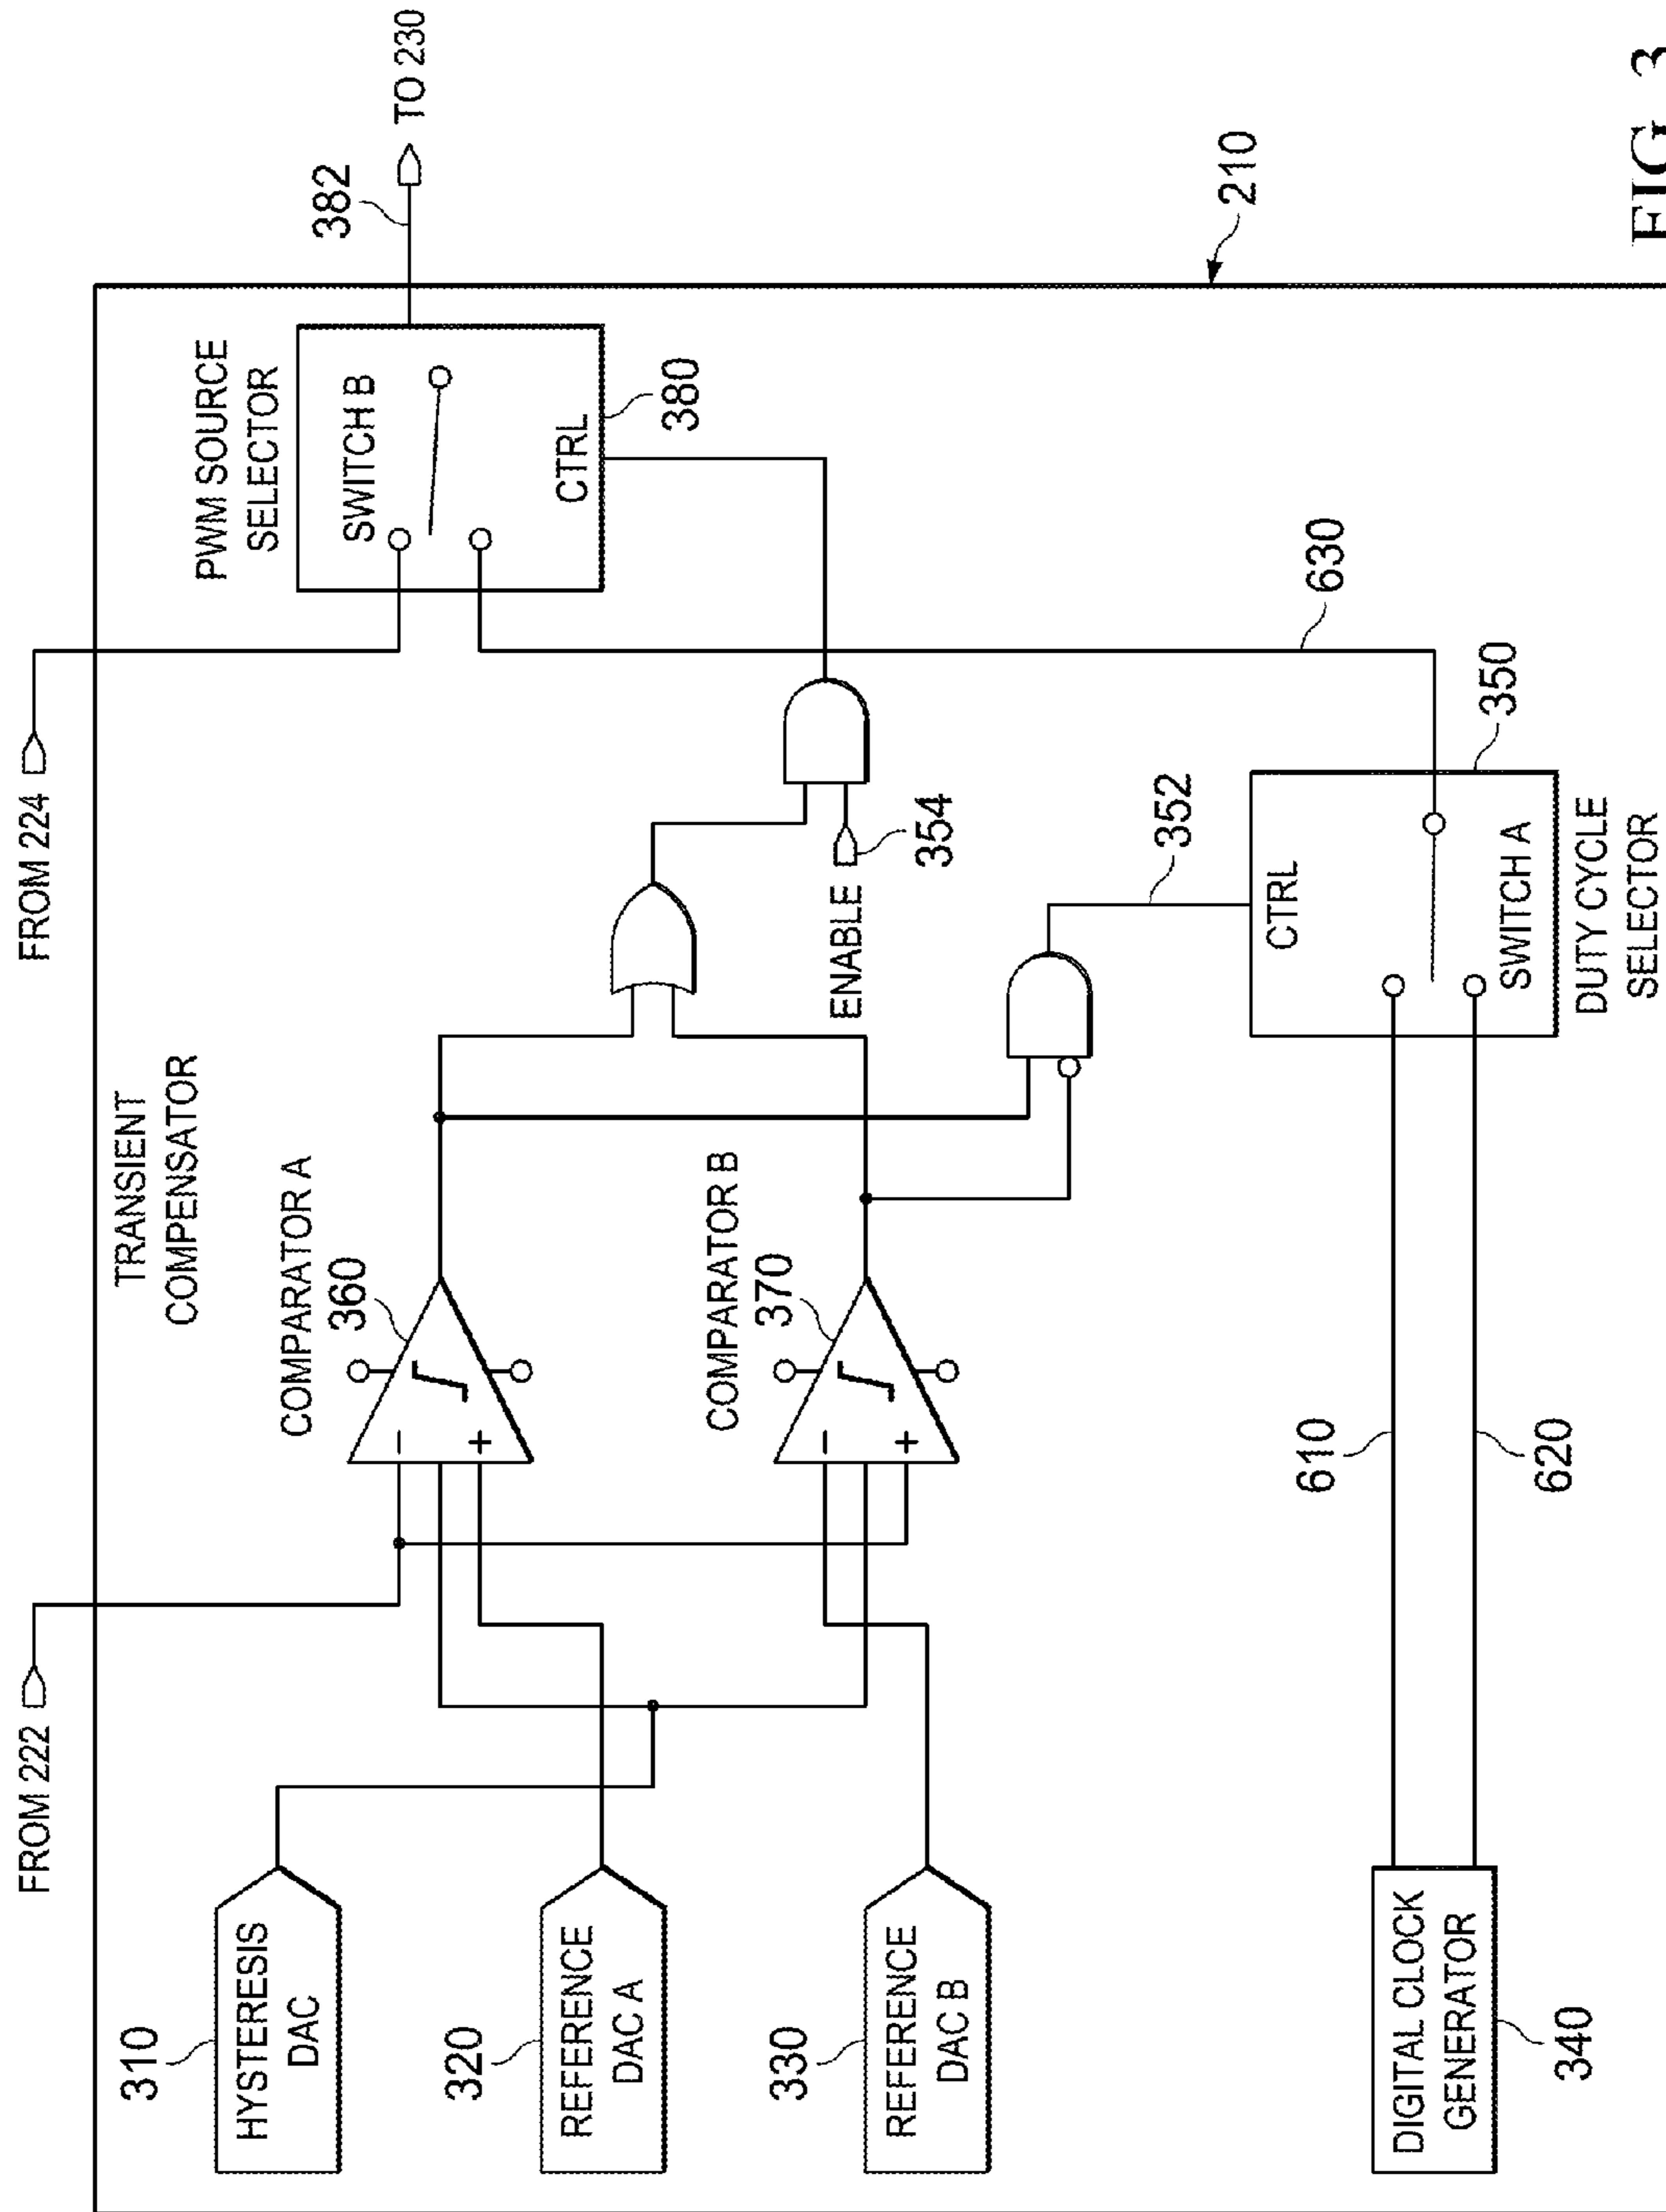 FROM 222
FROM 224
TRANSIENT
COMPENSATOR
PWM SOURCE
SELECTOR
382
TO 230
310
HYSTERESIS
DAC
COMPARATOR A
360
-
+
SWITCH B
CTRL
380
320
REFERENCE
DAC A
330
REFERENCE
DAC B
COMPARATOR B
370
-
+
ENABLE
354
352
630
210
610
620
CTRL
350
SWITCH A
DUTY CYCLE
SELECTOR
DIGITAL CLOCK
GENERATOR
340
FIG. 3